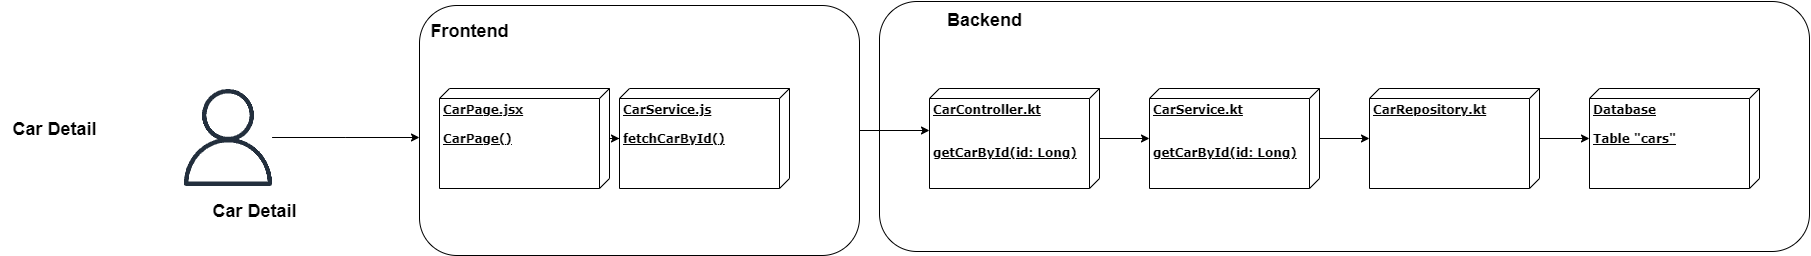 Car Detail
Car Detail
Frontend
CarPage.jsx
CarPage()
CarService.js
fetchCarById()
Backend
CarController.kt
getCarById(id: Long)
CarService.kt
getCarById(id: Long)
CarRepository.kt
Database
Table "cars"